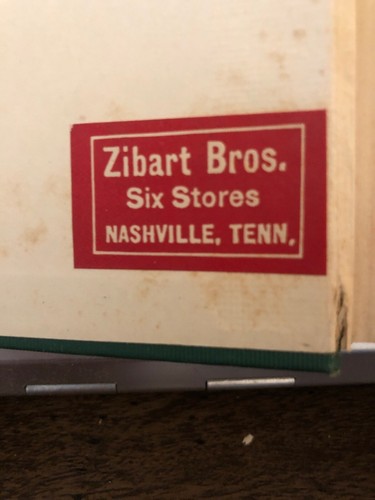 Zibart Bros.
Six Stores
NASHVILLE, TENN.